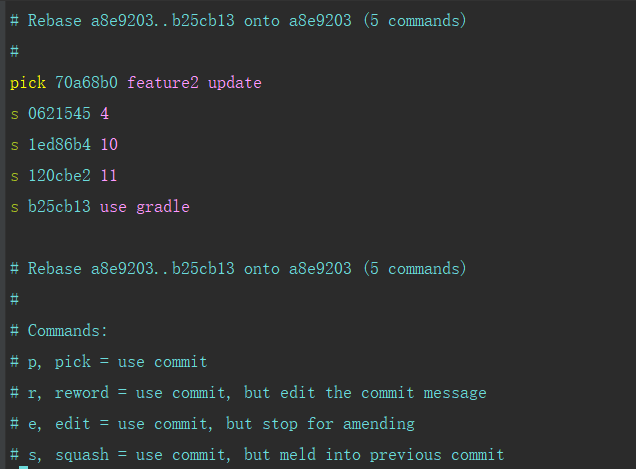 # Rebase a8e9203..b25cb13 onto a8e9203 (5 commands)
#
pick 70a68b0 feature2 update
s 0621545 4
s 1ed86b4 10
s 120cbe2 11
s b25cb13 use gradle
# Rebase a8e9203..b25cb13 onto a8e9203 (5 commands)
#
# Commands:
# p, pick = use commit
# r, reword = use commit, but edit the commit message
# e, edit = use commit, but stop for amending
# s, squash = use commit, but meld into previous commit